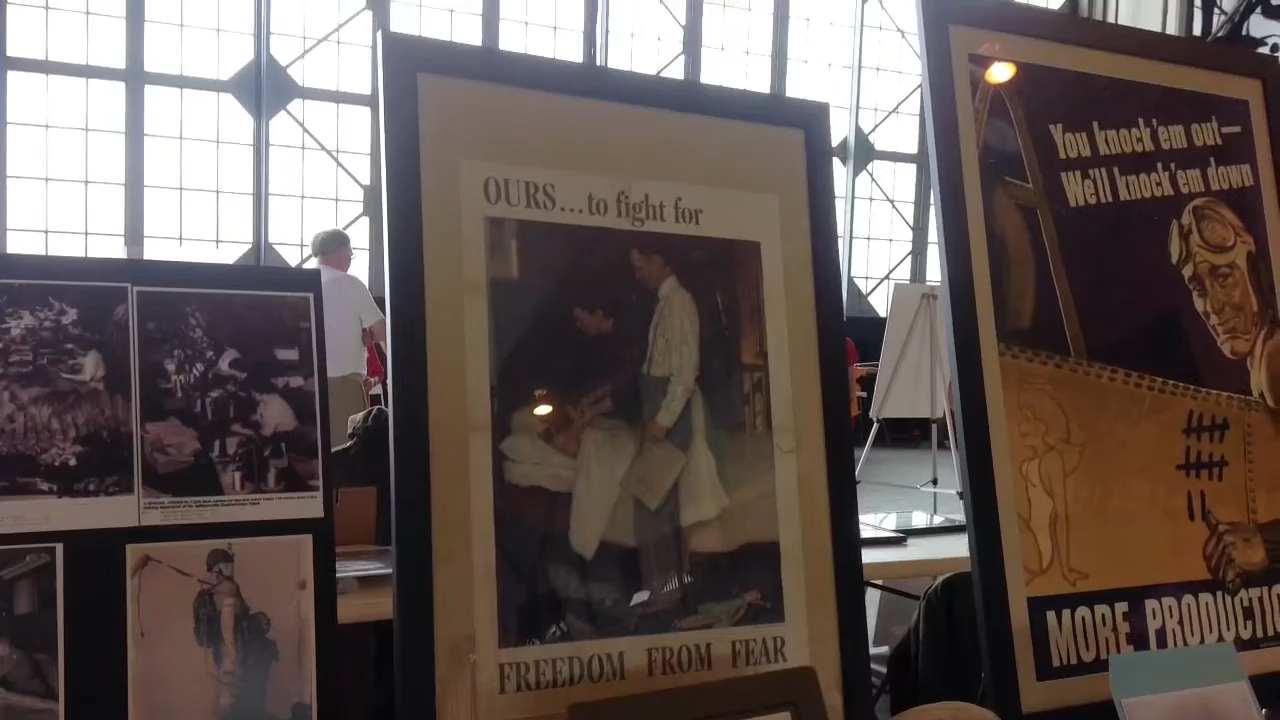 OURS...to fight for
FREEDOM FROM FEAR
You knock 'em out—
We'll knock 'em down
MORE PRODUCTIO